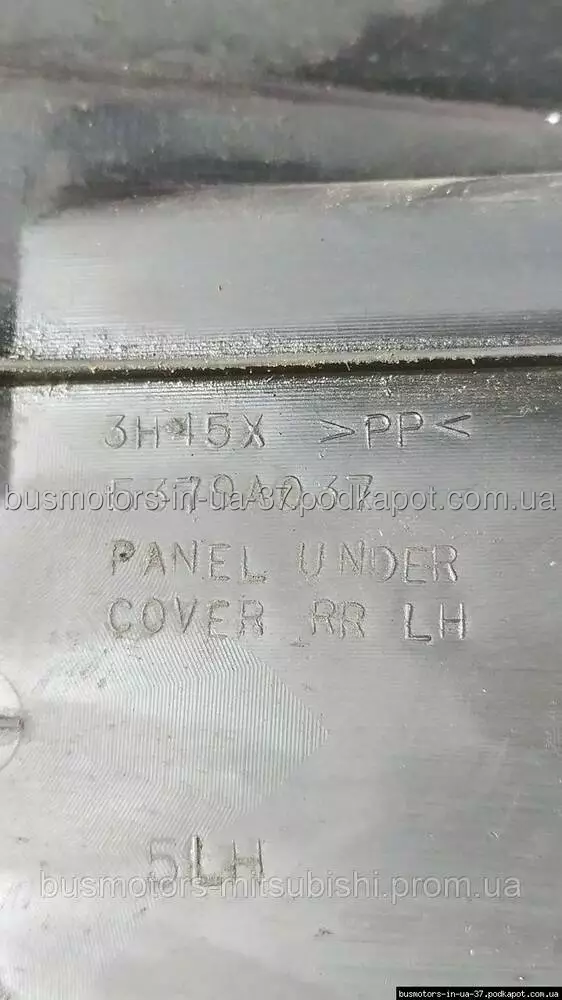 3H45X >PP<
5379A037
busmotors-in-ua-37.podkapot.com.ua
PANEL UNDER
COVER RR LH
5LH
busmotors-mitsubishi.prom.ua
busmotors-in-ua-37.podkapot.com.ua